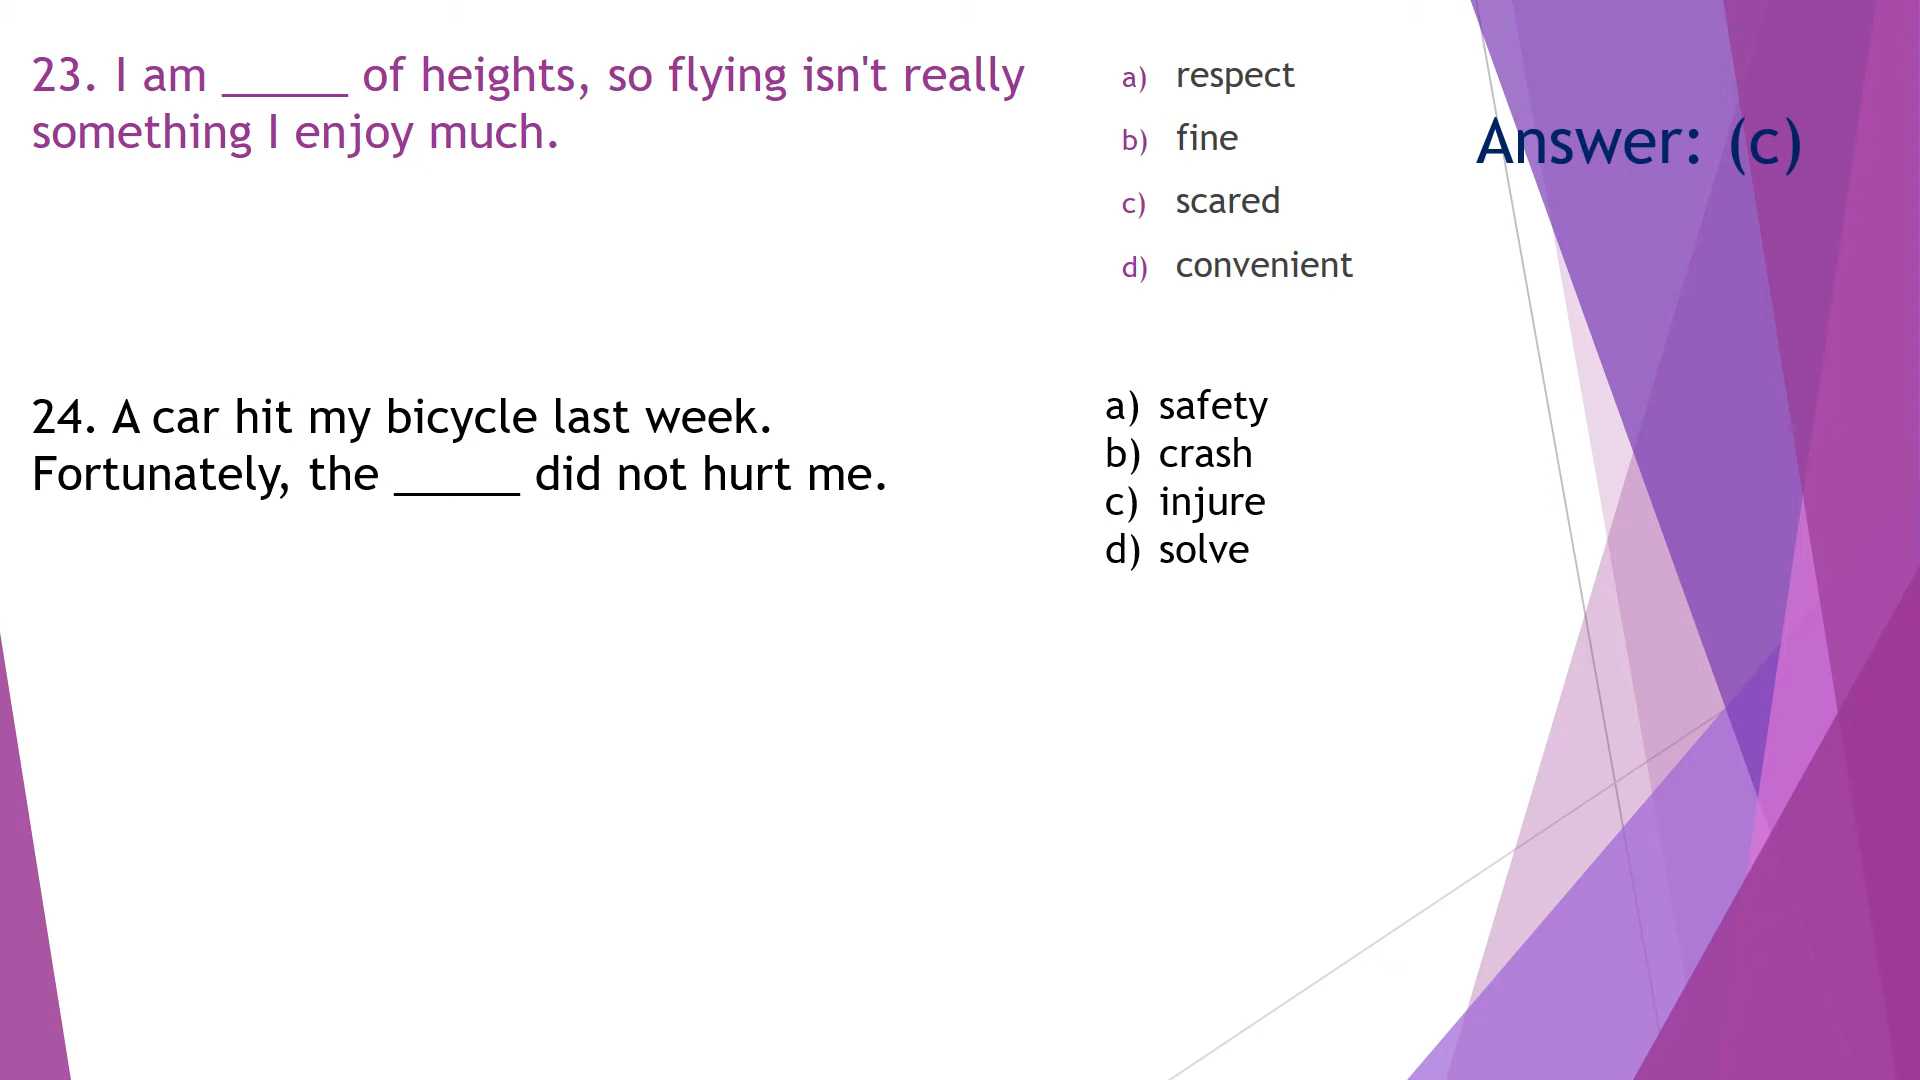 23. I am _____ of heights, so flying isn't really
something I enjoy much.
a) respect
b) fine
c) scared
d) convenient
Answer: (c)
24. A car hit my bicycle last week.
Fortunately, the _____ did not hurt me.
a) safety
b) crash
c) injure
d) solve